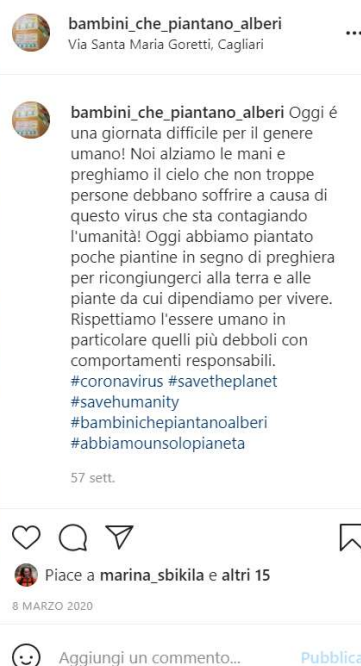 bambini_che_piantano_alberi
Via Santa Maria Goretti, Cagliari
bambini_che_piantano_alberi Oggi é
una giornata difficile per il genere
umano! Noi alziamo le mani e
preghiamo il cielo che non troppe
persone debbano soffrire a causa di
questo virus che sta contagiando
l'umanità! Oggi abbiamo piantato
poche piantine in segno di preghiera
per ricongiungerci alla terra e alle
piante da cui dipendiamo per vivere.
Rispettiamo l'essere umano in
particolare quelli più debboli con
comportamenti responsabili.
#coronavirus #savetheplanet
#savehumanity
#bambinichepiantanoalberi
#abbiamounsolopianeta
57 sett.
Piace a marina_sbikila e altri 15
8 MARZO 2020
Aggiungi un commento... Pubblica